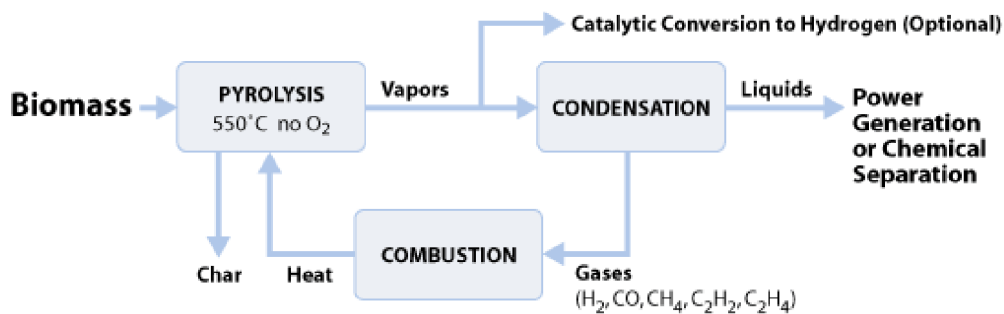 Catalytic Conversion to Hydrogen (Optional)
Biomass
PYROLYSIS
550°C no O₂
Vapors
CONDENSATION
Liquids
Power
Generation
or Chemical
Separation
Char
Heat
COMBUSTION
Gases
(H₂, CO, CH₄, C₂H₂, C₂H₄)